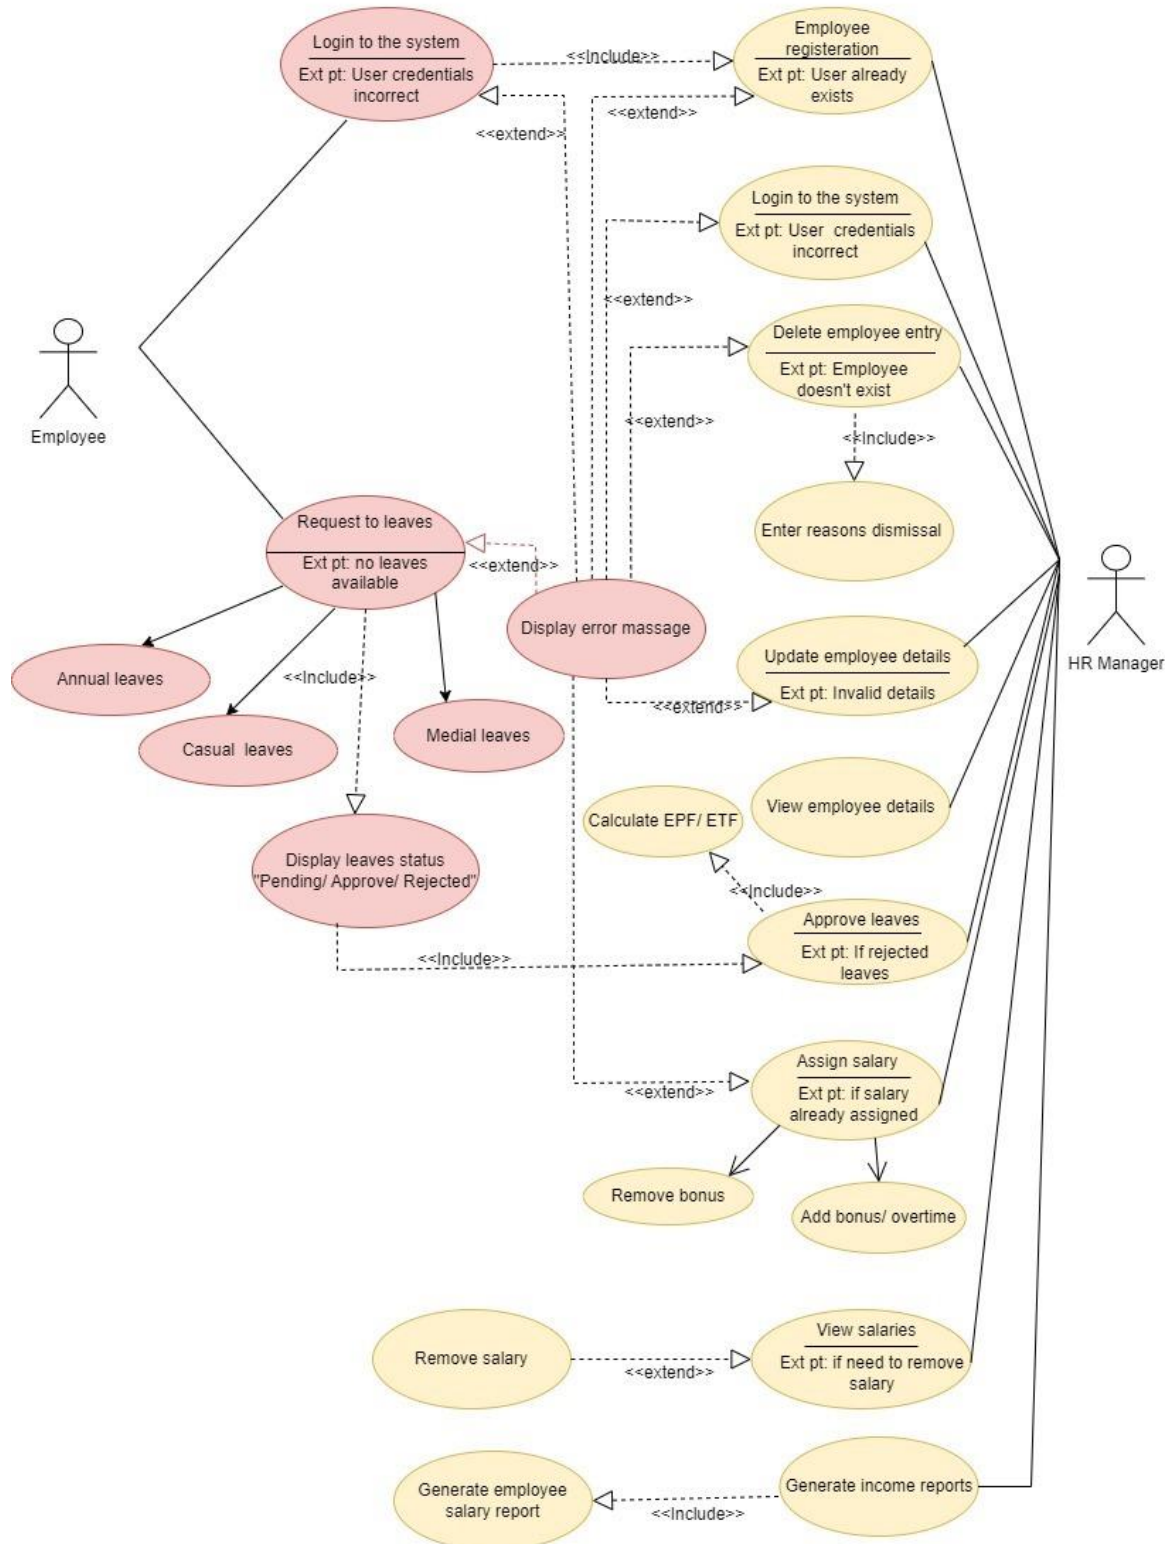 Login to the system
Ext pt: User credentials
incorrect
<<Include>>
Employee
registeration
Ext pt: User already
exists
<<extend>>
<<extend>>
Login to the system
Ext pt: User  credentials
incorrect
<<extend>>
Delete employee entry
Ext pt: Employee
doesn't exist
<<extend>>
<<Include>>
Employee
Enter reasons dismissal
Request to leaves
Ext pt: no leaves
available
<<extend>>
Display error massage
HR Manager
Update employee details
Ext pt: Invalid details
<<extend>>
Annual leaves
<<Include>>
Casual  leaves
Medial leaves
View employee details
Calculate EPF/ ETF
Display leaves status
"Pending/ Approve/ Rejected"
<<Include>>
Approve leaves
Ext pt: If rejected
leaves
<<Include>>
Assign salary
Ext pt: if salary
already assigned
<<extend>>
Remove bonus
Add bonus/ overtime
Remove salary
<<extend>>
View salaries
Ext pt: if need to remove
salary
Generate employee
salary report
<<Include>>
Generate income reports